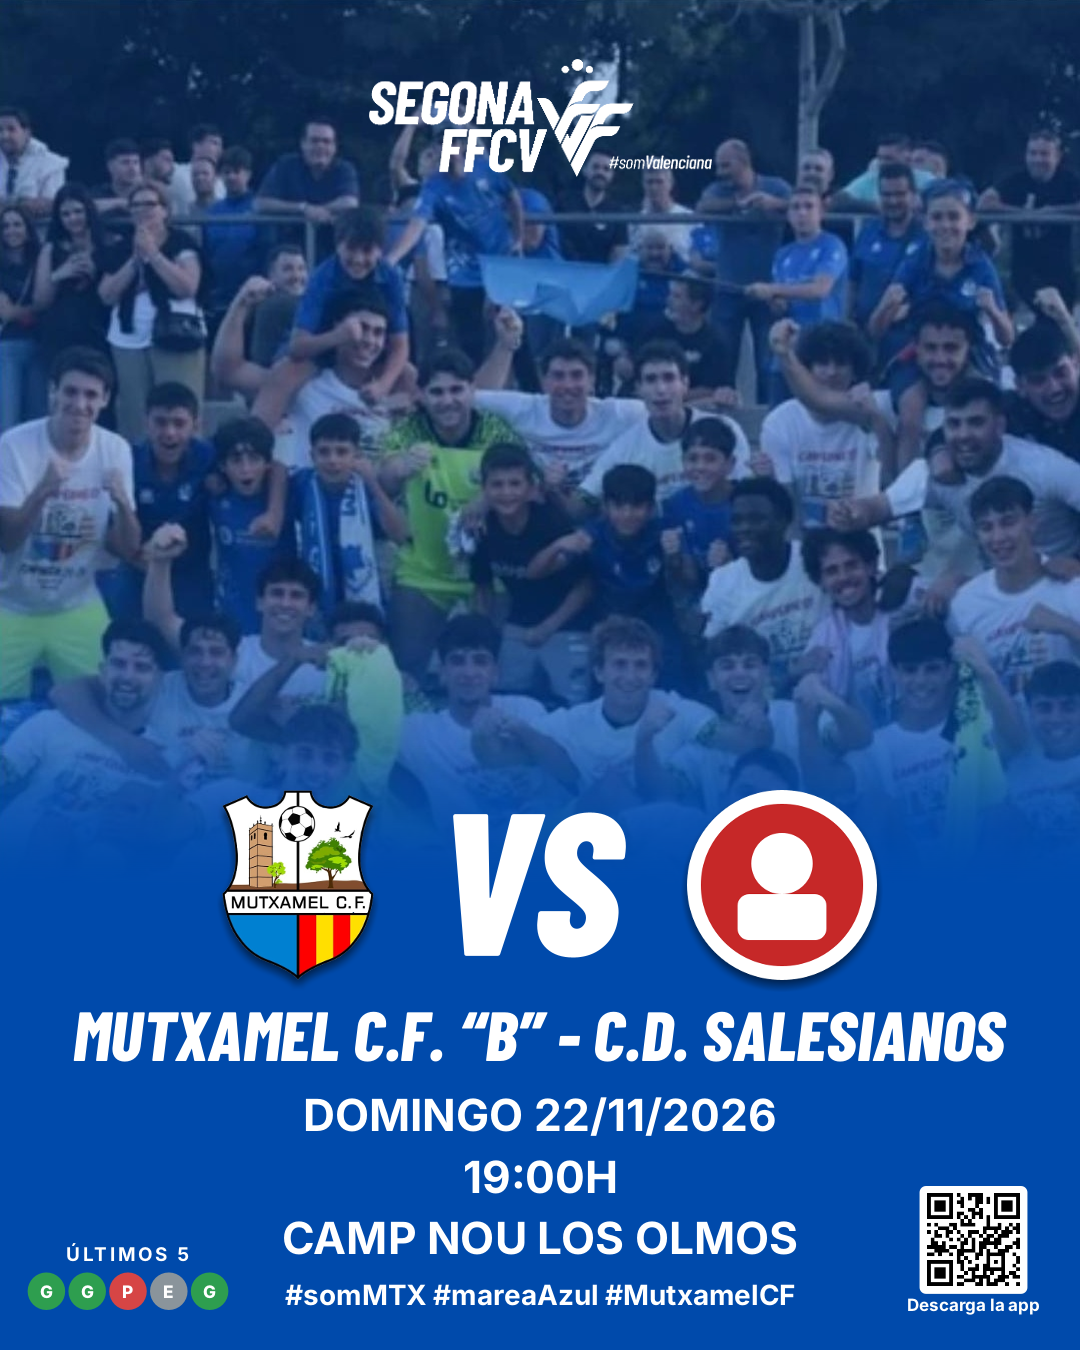 SEGONA
FFCV
#somValenciana
MUTXAMEL C.F.
VS
MUTXAMEL C.F. “B” - C.D. SALESIANOS
DOMINGO 22/11/2026
19:00H
CAMP NOU LOS OLMOS
#somMTX #mareaAzul #MutxamelCF
ÚLTIMOS 5
G G P E G
Descarga la app